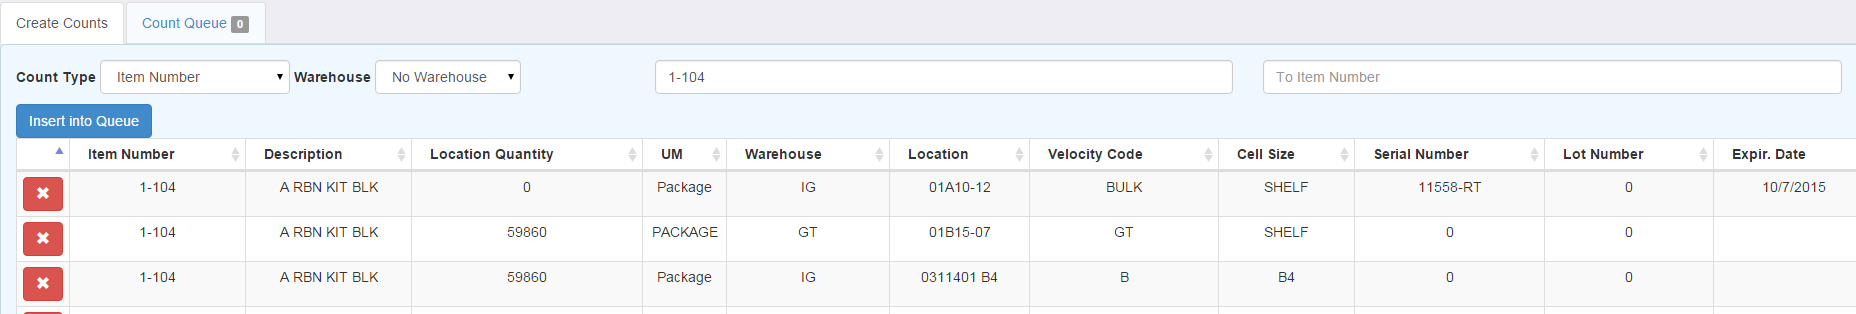 Create Counts Count Queue 0
Count Type Item Number Warehouse No Warehouse 1-104 To Item Number
Insert into Queue
Item Number Description Location Quantity UM Warehouse Location Velocity Code Cell Size Serial Number Lot Number Expir. Date
1-104 A RBN KIT BLK 0 Package IG 01A10-12 BULK SHELF 11558-RT 0 10/7/2015
1-104 A RBN KIT BLK 59860 PACKAGE GT 01B15-07 GT SHELF 0 0
1-104 A RBN KIT BLK 59860 Package IG 0311401 B4 B B4 0 0